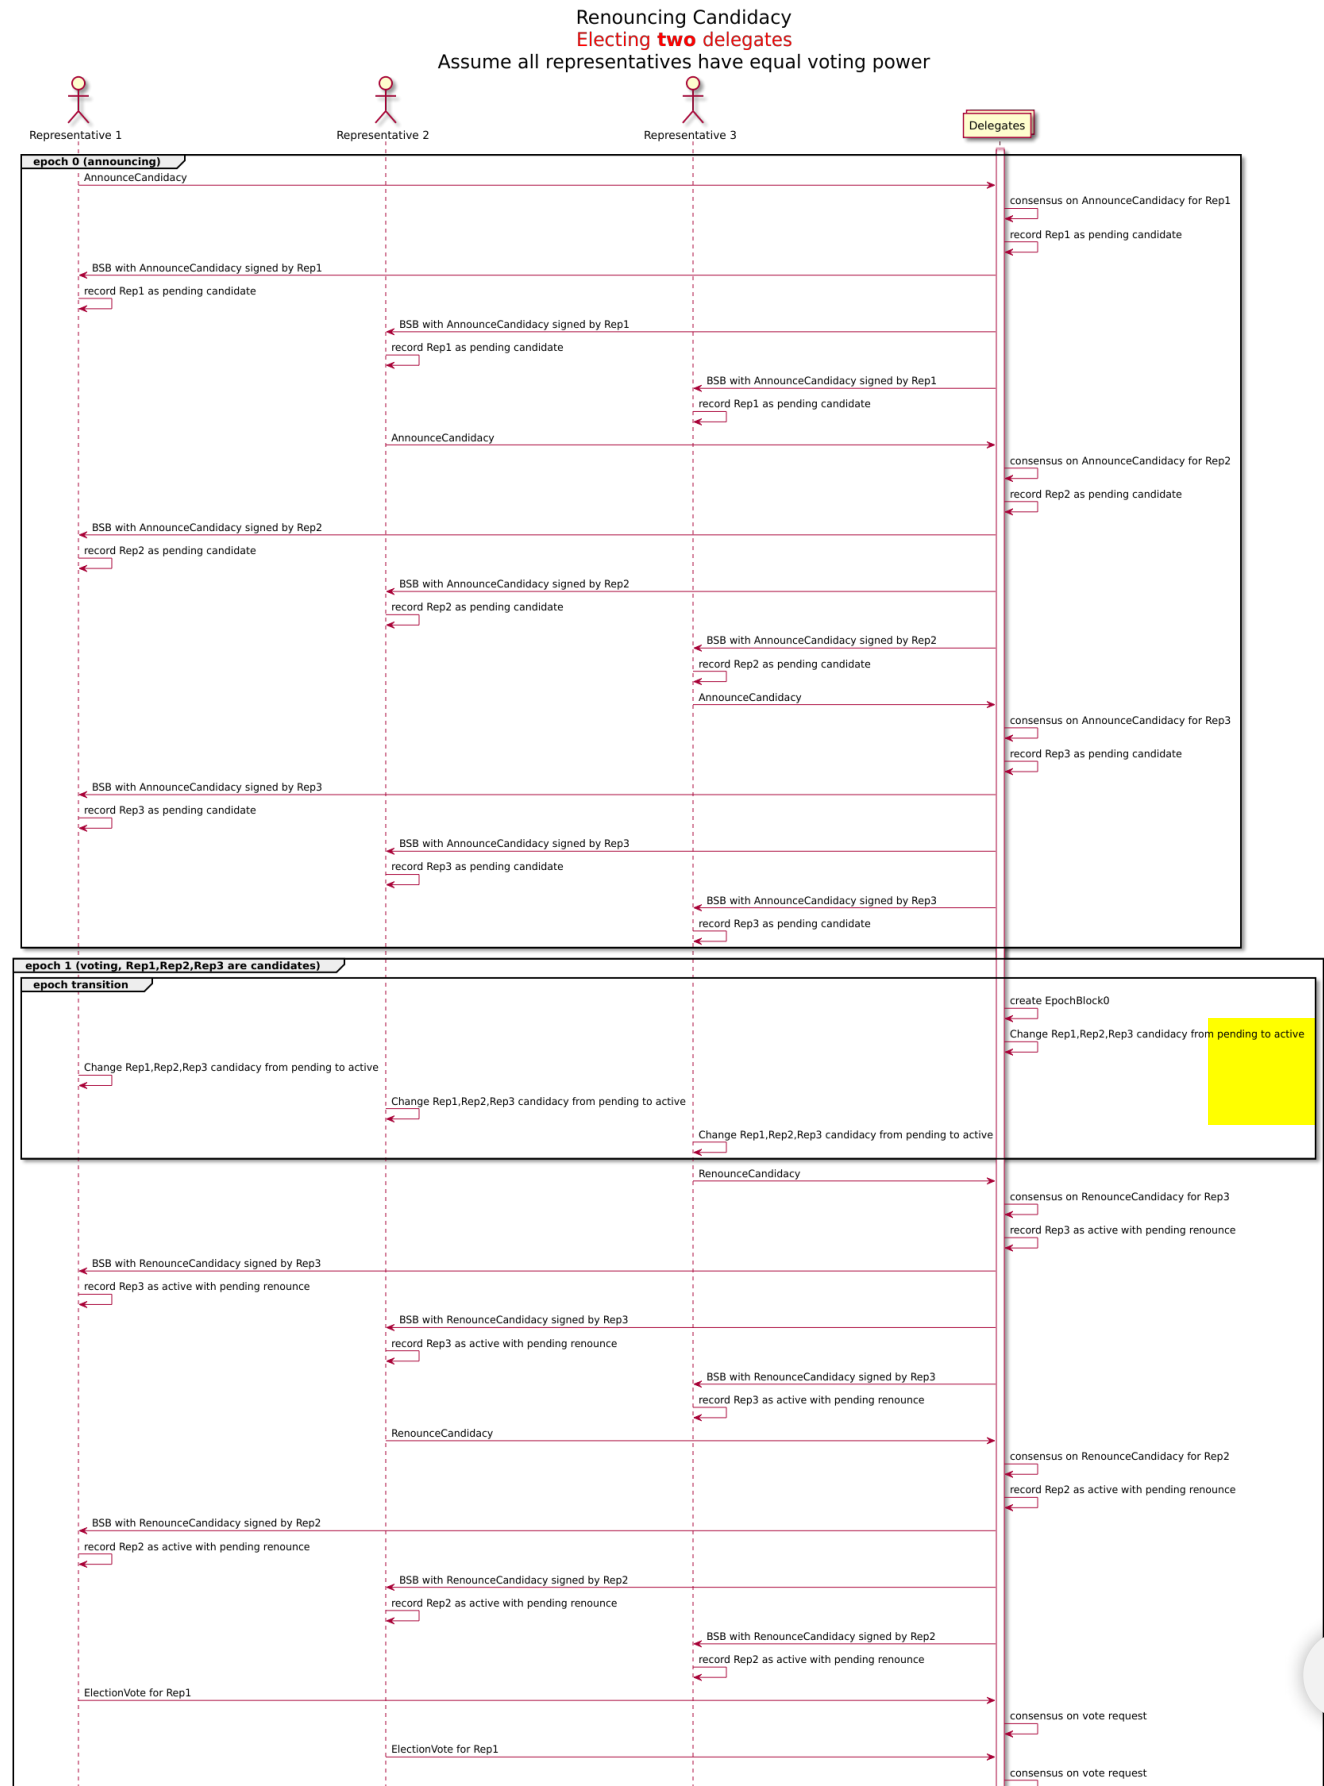 Renouncing Candidacy
Electing two delegates
Assume all representatives have equal voting power
Representative 1
Representative 2
Representative 3
Delegates
epoch 0 (announcing)
AnnounceCandidacy
consensus on AnnounceCandidacy for Rep1
record Rep1 as pending candidate
BSB with AnnounceCandidacy signed by Rep1
record Rep1 as pending candidate
BSB with AnnounceCandidacy signed by Rep1
record Rep1 as pending candidate
BSB with AnnounceCandidacy signed by Rep1
record Rep1 as pending candidate
AnnounceCandidacy
consensus on AnnounceCandidacy for Rep2
record Rep2 as pending candidate
BSB with AnnounceCandidacy signed by Rep2
record Rep2 as pending candidate
BSB with AnnounceCandidacy signed by Rep2
record Rep2 as pending candidate
BSB with AnnounceCandidacy signed by Rep2
record Rep2 as pending candidate
AnnounceCandidacy
consensus on AnnounceCandidacy for Rep3
record Rep3 as pending candidate
BSB with AnnounceCandidacy signed by Rep3
record Rep3 as pending candidate
BSB with AnnounceCandidacy signed by Rep3
record Rep3 as pending candidate
BSB with AnnounceCandidacy signed by Rep3
record Rep3 as pending candidate
epoch 1 (voting, Rep1,Rep2,Rep3 are candidates)
epoch transition
create EpochBlock0
Change Rep1,Rep2,Rep3 candidacy from pending to active
Change Rep1,Rep2,Rep3 candidacy from pending to active
Change Rep1,Rep2,Rep3 candidacy from pending to active
Change Rep1,Rep2,Rep3 candidacy from pending to active
RenounceCandidacy
consensus on RenounceCandidacy for Rep3
record Rep3 as active with pending renounce
BSB with RenounceCandidacy signed by Rep3
record Rep3 as active with pending renounce
BSB with RenounceCandidacy signed by Rep3
record Rep3 as active with pending renounce
BSB with RenounceCandidacy signed by Rep3
record Rep3 as active with pending renounce
RenounceCandidacy
consensus on RenounceCandidacy for Rep2
record Rep2 as active with pending renounce
BSB with RenounceCandidacy signed by Rep2
record Rep2 as active with pending renounce
BSB with RenounceCandidacy signed by Rep2
record Rep2 as active with pending renounce
BSB with RenounceCandidacy signed by Rep2
record Rep2 as active with pending renounce
ElectionVote for Rep1
consensus on vote request
ElectionVote for Rep1
consensus on vote request